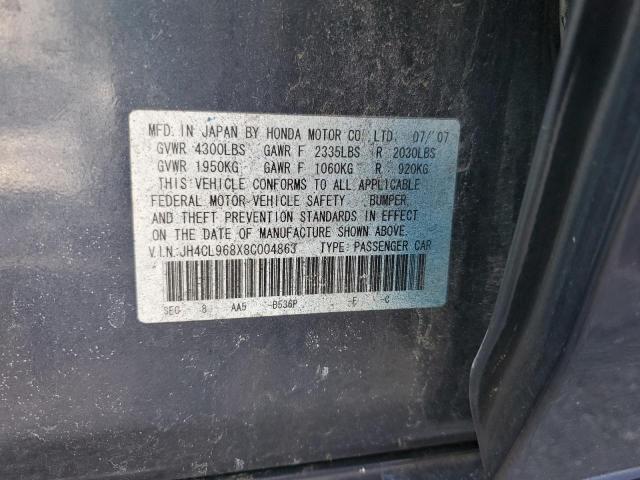 MFD. IN JAPAN BY HONDA MOTOR CO., LTD. 07/'07
GVWR 4300LBS GAWR F 2335LBS R 2030LBS
GVWR 1950KG GAWR F 1060KG R 920KG
THIS VEHICLE CONFORMS TO ALL APPLICABLE
FEDERAL MOTOR-VEHICLE SAFETY, BUMPER,
AND THEFT PREVENTION STANDARDS IN EFFECT
ON THE DATE OF MANUFACTURE SHOWN ABOVE.
V.I.N.:JH4CL968X8C004863 TYPE: PASSENGER CAR
SEC -8 AA5 -B536P - -F -C